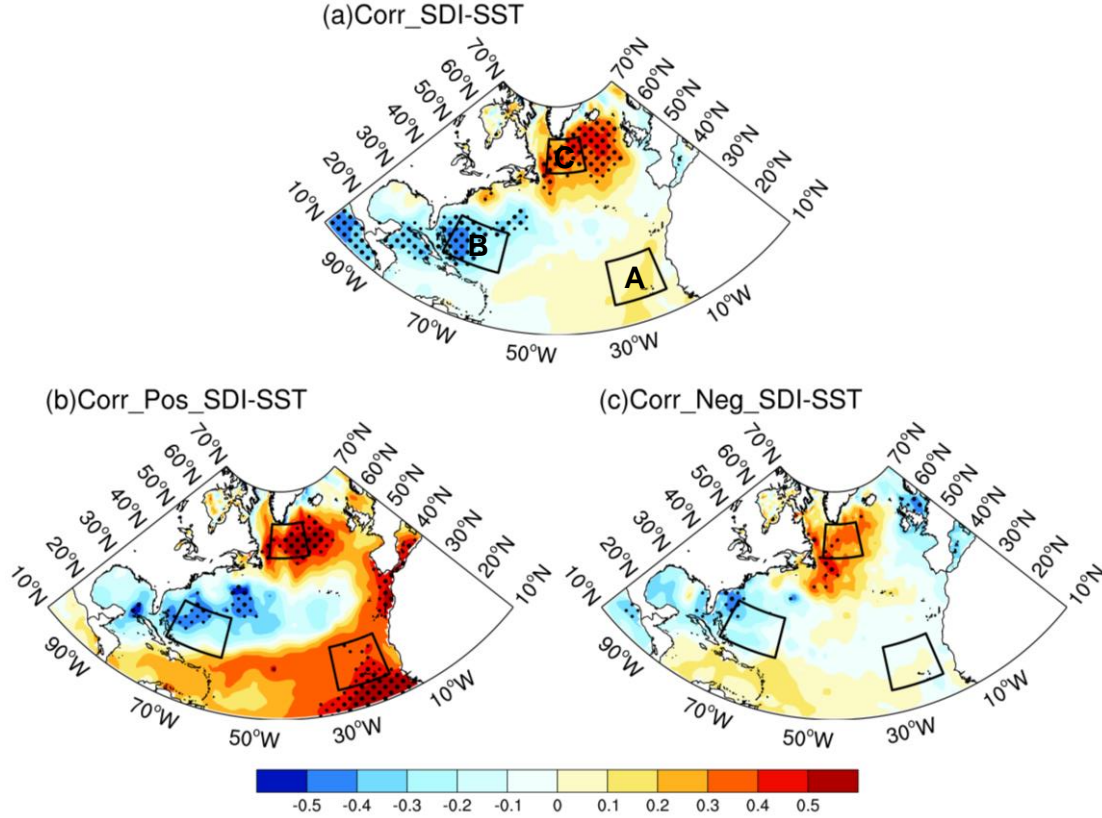 (a)Corr_SDI-SST
70°N 70°N
60°N 60°N
50°N 50°N
40°N 40°N
30°N 30°N
20°N 20°N
10°N 10°N
C
B
A
90°W
70°W
50°W
30°W
10°W
(b)Corr_Pos_SDI-SST
70°N 70°N
60°N 60°N
50°N 50°N
40°N 40°N
30°N 30°N
20°N 20°N
10°N 10°N
90°W
70°W
50°W
30°W
10°W
(c)Corr_Neg_SDI-SST
70°N 70°N
60°N 60°N
50°N 50°N
40°N 40°N
30°N 30°N
20°N 20°N
10°N 10°N
90°W
70°W
50°W
30°W
10°W
-0.5 -0.4 -0.3 -0.2 -0.1 0 0.1 0.2 0.3 0.4 0.5